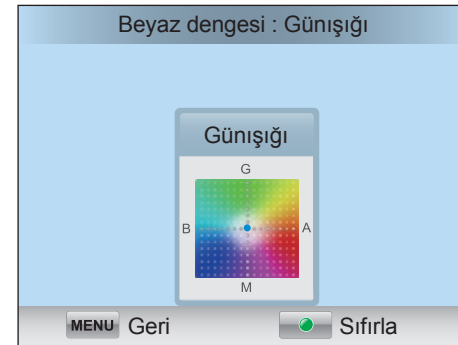 Beyaz dengesi : Günışığı
Günışığı
G
B A
M
MENU Geri Sıfırla